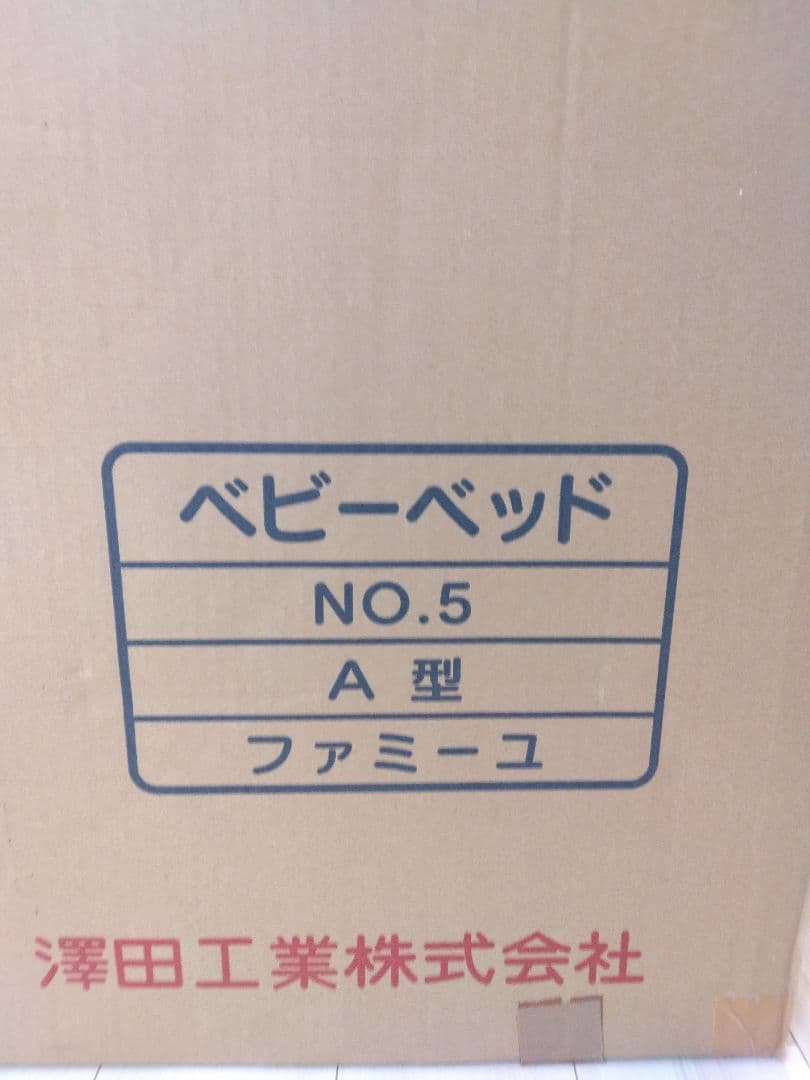 ベビーベッド
NO.5
A 型
ファミーユ
澤田工業株式会社